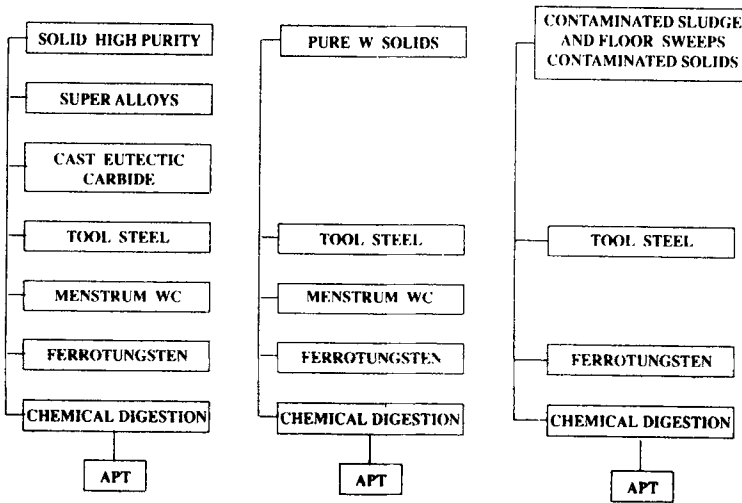 SOLID HIGH PURITY
SUPER ALLOYS
CAST EUTECTIC
CARBIDE
TOOL STEEL
MENSTRUM WC
FERROTUNGSTEN
CHEMICAL DIGESTION
APT
PURE W SOLIDS
TOOL STEEL
MENSTRUM WC
FERROTUNGSTEN
CHEMICAL DIGESTION
APT
CONTAMINATED SLUDGE
AND FLOOR SWEEPS
CONTAMINATED SOLIDS
TOOL STEEL
FERROTUNGSTEN
CHEMICAL DIGESTION
APT